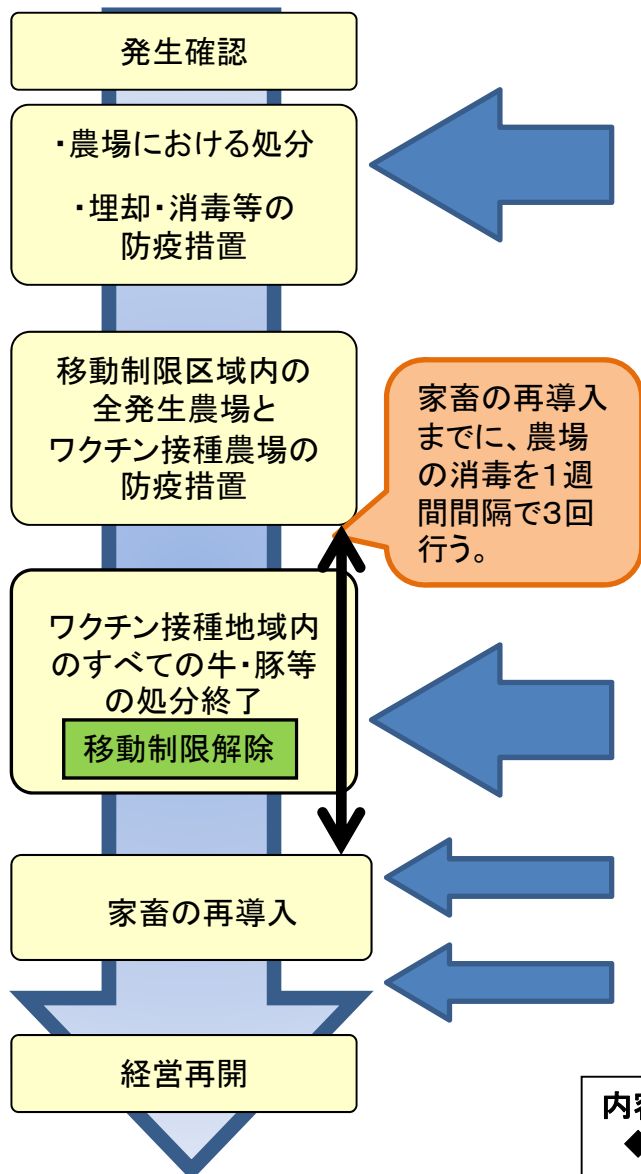 発生確認
・農場における処分
・埋却・消毒等の
防疫措置
移動制限区域内の
全発生農場と
ワクチン接種農場の
防疫措置
家畜の再導入
までに、農場
の消毒を1週
間間隔で3回
行う。
ワクチン接種地域内
のすべての牛・豚等
の処分終了
移動制限解除
家畜の再導入
経営再開
内容
◆